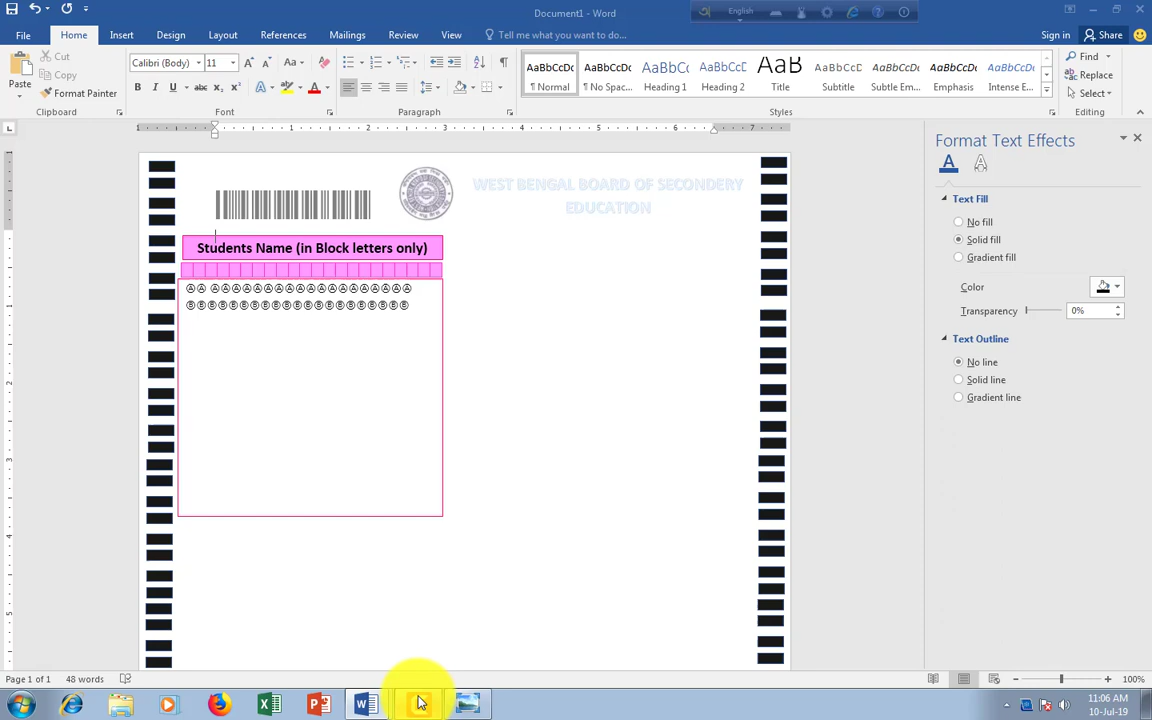 Document1 - Word
English
File
Home
Insert
Design
Layout
References
Mailings
Review
View
Tell me what you want to do...
Sign in
Share
Paste
Cut
Copy
Format Painter
Clipboard
Calibri (Body)
11
Font
Paragraph
AaBbCcDc
¶ Normal
AaBbCcDc
¶ No Spac...
AaBbCc
Heading 1
AaBbCcD
Heading 2
AaB
Title
AaBbCcD
Subtitle
AaBbCcDc
Subtle Em...
AaBbCcDc
Emphasis
AaBbCcDc
Intense E...
Styles
Find
Replace
Select
Editing
WEST BENGAL BOARD OF SECONDERY
EDUCATION
Students Name (in Block letters only)
ⒶⒶ ⒶⒶⒶⒶⒶⒶⒶⒶⒶⒶⒶⒶⒶⒶⒶⒶⒶⒶⒶ
ⒷⒷⒷⒷⒷⒷⒷⒷⒷⒷⒷⒷⒷⒷⒷⒷⒷⒷⒷⒷⒷ
Format Text Effects
Text Fill
No fill
Solid fill
Gradient fill
Color
Transparency
0%
Text Outline
No line
Solid line
Gradient line
Page 1 of 1
48 words
100%
11:06 AM
10-Jul-19